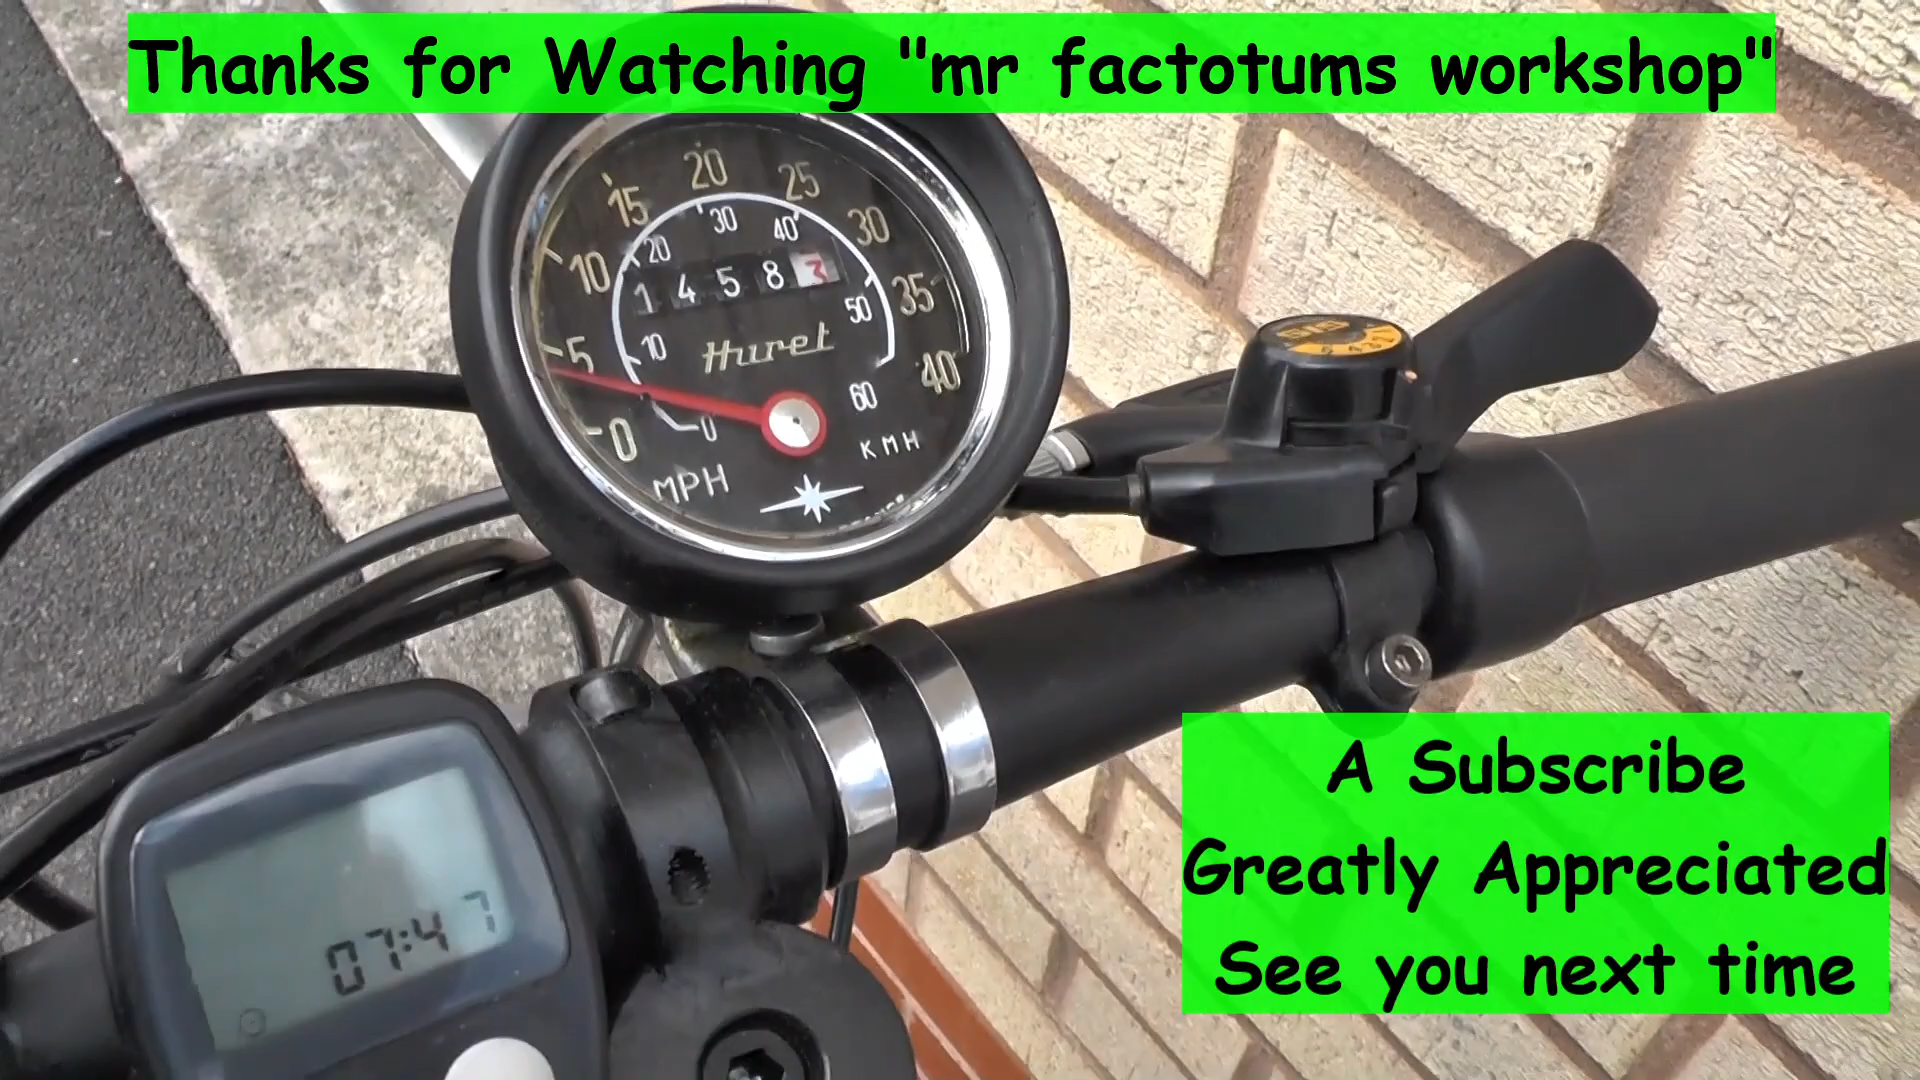 Thanks for Watching "mr factotums workshop"
20
15 25
30 40 30
20
10 1 4 5 8 3
50 35
5 10 Huret
40
60
0 0 KMH
MPH
A Subscribe
Greatly Appreciated
07:47
See you next time